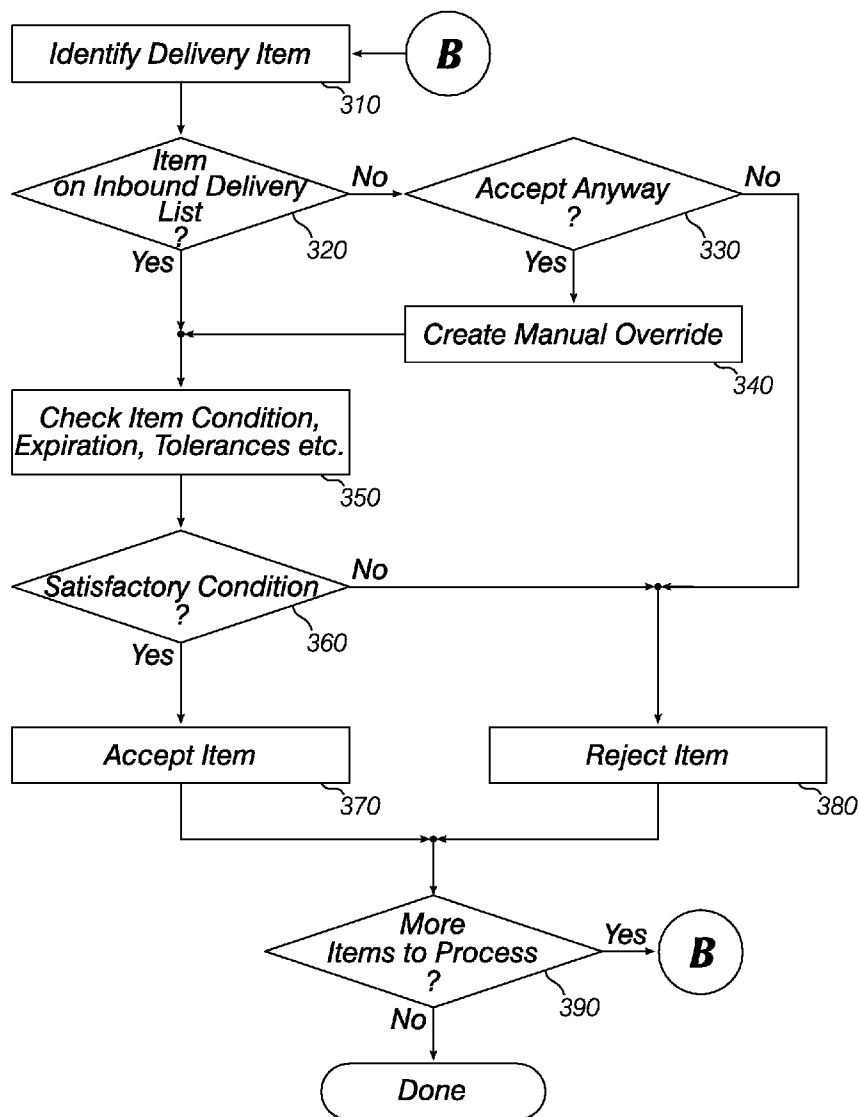 Identify Delivery Item
B
310
Item
on Inbound Delivery
List
?
No
320
Yes
Accept Anyway
?
No
330
Yes
Create Manual Override
340
Check Item Condition,
Expiration, Tolerances etc.
350
Satisfactory Condition
?
No
360
Yes
Accept Item
370
Reject Item
380
More
Items to Process
?
Yes
B
390
No
Done